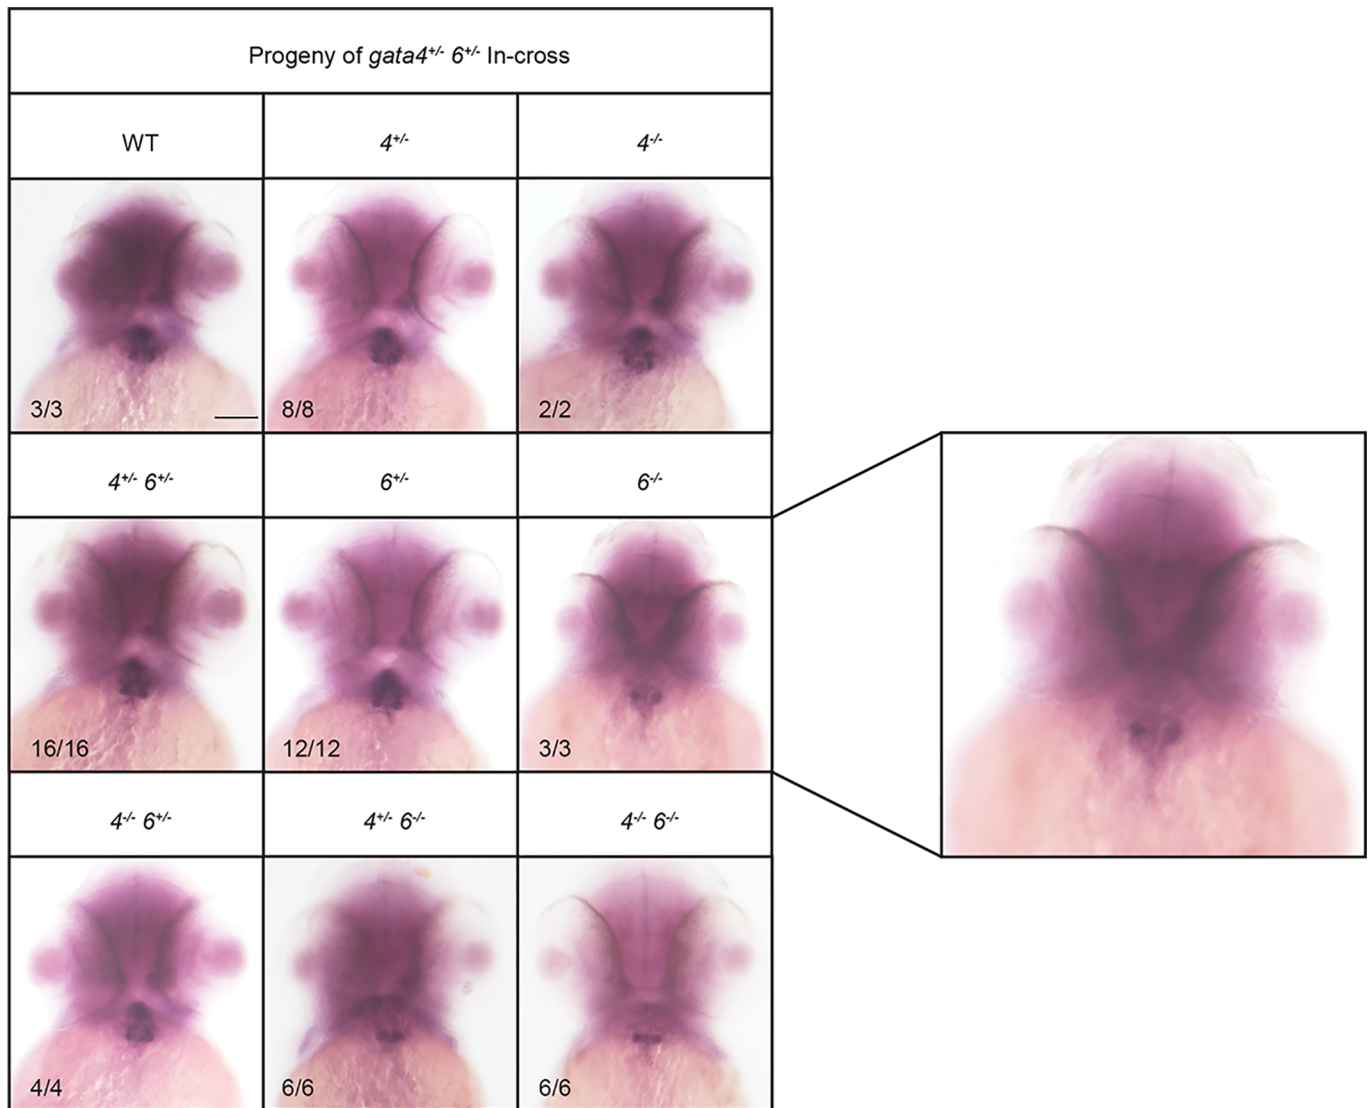 Progeny of gata4+/- 6+/- In-cross
WT 4+/- 4-/-
3/3 8/8 2/2
4+/- 6+/- 6+/- 6-/-
16/16 12/12 3/3
4-/- 6+/- 4+/- 6-/- 4-/- 6-/-
4/4 6/6 6/6